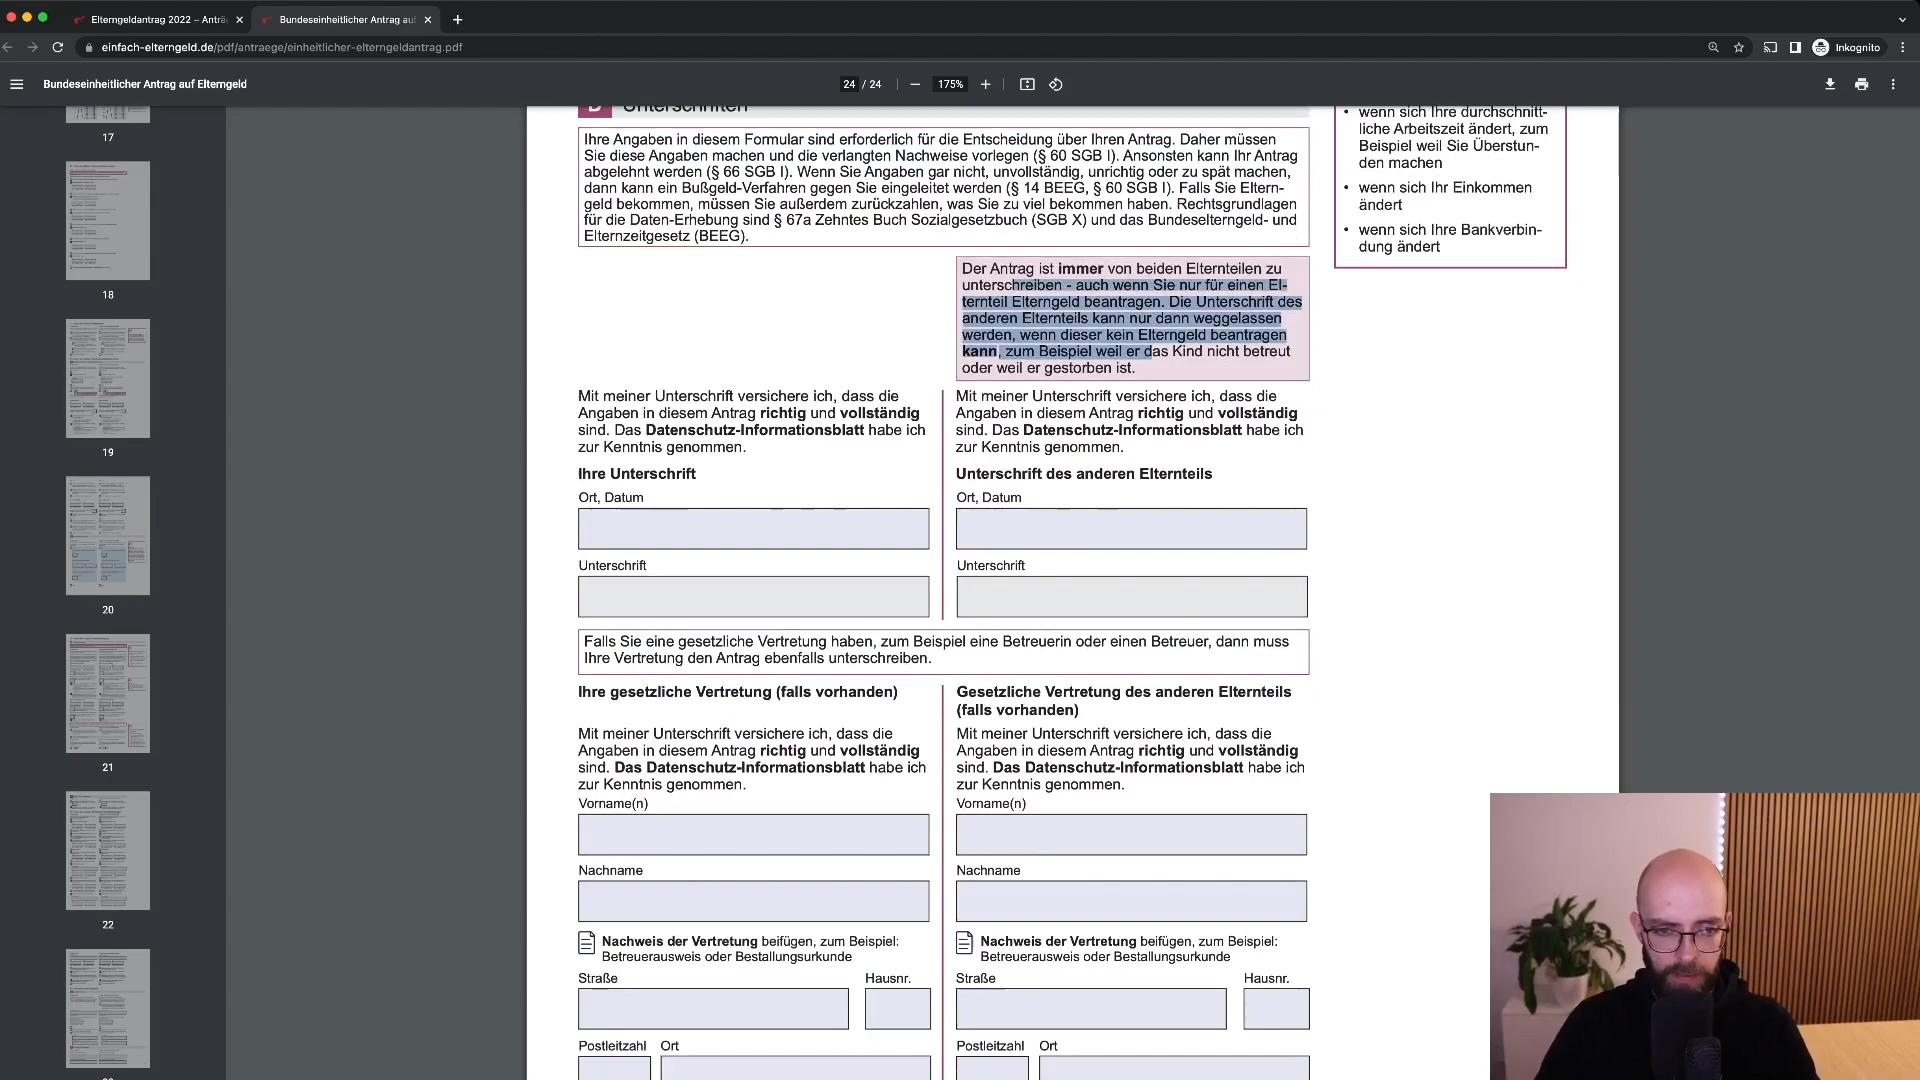 Elterngeldantrag 2022 – Anträg
Bundeseinheitlicher Antrag auf
einfach-elterngeld.de/pdf/antraege/einheitlicher-elterngeldantrag.pdf
Inkognito
Bundeseinheitlicher Antrag auf Elterngeld
24 / 24
175%
17
18
19
20
21
22
D Unterschriften
Ihre Angaben in diesem Formular sind erforderlich für die Entscheidung über Ihren Antrag. Daher müssen
Sie diese Angaben machen und die verlangten Nachweise vorlegen (§ 60 SGB I). Ansonsten kann Ihr Antrag
abgelehnt werden (§ 66 SGB I). Wenn Sie Angaben gar nicht, unvollständig, unrichtig oder zu spät machen,
dann kann ein Bußgeld-Verfahren gegen Sie eingeleitet werden (§ 14 BEEG, § 60 SGB I). Falls Sie Eltern-
geld bekommen, müssen Sie außerdem zurückzahlen, was Sie zu viel bekommen haben. Rechtsgrundlagen
für die Daten-Erhebung sind § 67a Zehntes Buch Sozialgesetzbuch (SGB X) und das Bundeselterngeld- und
Elternzeitgesetz (BEEG).
• wenn sich Ihre durchschnitt-
liche Arbeitszeit ändert, zum
Beispiel weil Sie Überstun-
den machen
• wenn sich Ihr Einkommen
ändert
• wenn sich Ihre Bankverbin-
dung ändert
Der Antrag ist immer von beiden Elternteilen zu
unterschreiben - auch wenn Sie nur für einen El-
ternteil Elterngeld beantragen. Die Unterschrift des
anderen Elternteils kann nur dann weggelassen
werden, wenn dieser kein Elterngeld beantragen
kann, zum Beispiel weil er das Kind nicht betreut
oder weil er gestorben ist.
Mit meiner Unterschrift versichere ich, dass die
Angaben in diesem Antrag richtig und vollständig
sind. Das Datenschutz-Informationsblatt habe ich
zur Kenntnis genommen.
Ihre Unterschrift
Ort, Datum
Unterschrift
Mit meiner Unterschrift versichere ich, dass die
Angaben in diesem Antrag richtig und vollständig
sind. Das Datenschutz-Informationsblatt habe ich
zur Kenntnis genommen.
Unterschrift des anderen Elternteils
Ort, Datum
Unterschrift
Falls Sie eine gesetzliche Vertretung haben, zum Beispiel eine Betreuerin oder einen Betreuer, dann muss
Ihre Vertretung den Antrag ebenfalls unterschreiben.
Ihre gesetzliche Vertretung (falls vorhanden)
Mit meiner Unterschrift versichere ich, dass die
Angaben in diesem Antrag richtig und vollständig
sind. Das Datenschutz-Informationsblatt habe ich
zur Kenntnis genommen.
Vorname(n)
Nachname
Nachweis der Vertretung beifügen, zum Beispiel:
Betreuerausweis oder Bestallungsurkunde
Straße Hausnr.
Postleitzahl Ort
Gesetzliche Vertretung des anderen Elternteils
(falls vorhanden)
Mit meiner Unterschrift versichere ich, dass die
Angaben in diesem Antrag richtig und vollständig
sind. Das Datenschutz-Informationsblatt habe ich
zur Kenntnis genommen.
Vorname(n)
Nachname
Nachweis der Vertretung beifügen, zum Beispiel:
Betreuerausweis oder Bestallungsurkunde
Straße Hausnr.
Postleitzahl Ort